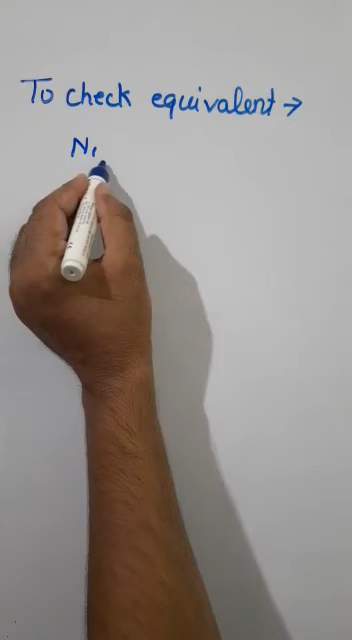 To check equivalent →
N₁